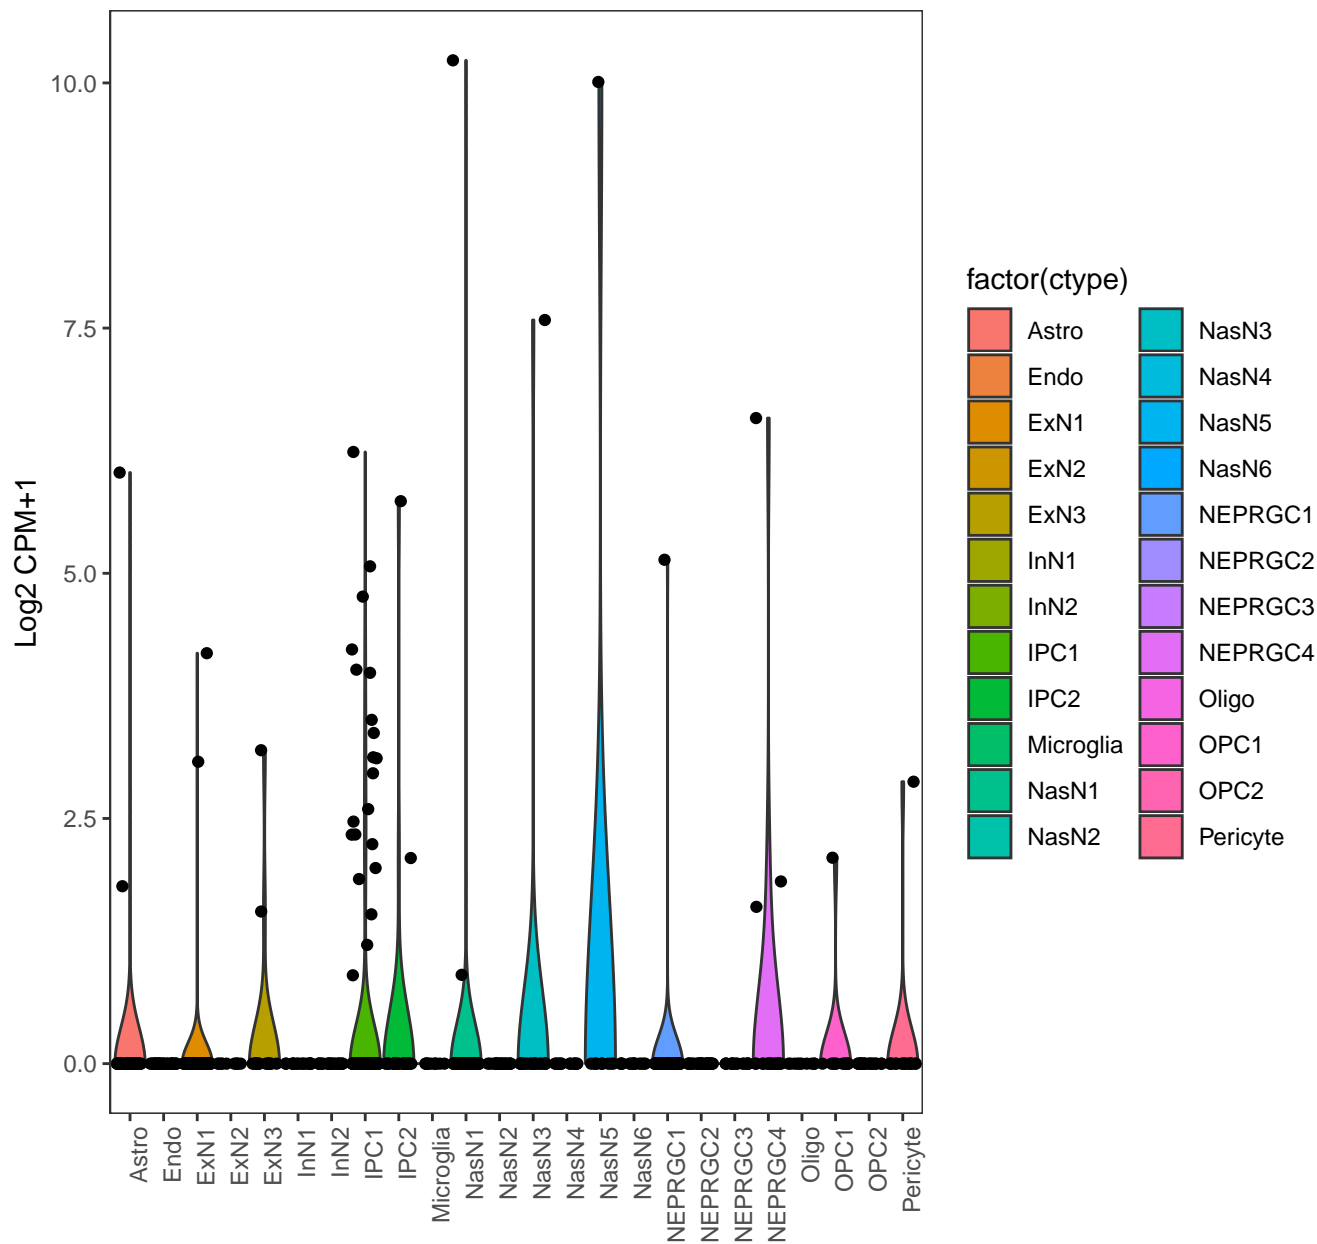 10.0
7.5
5.0
2.5
0.0
Log2 CPM+1
Astro
Endo
ExN1
ExN2
ExN3
InN1
InN2
IPC1
IPC2
Microglia
NasN1
NasN2
NasN3
NasN4
NasN5
NasN6
NEPRGC1
NEPRGC2
NEPRGC3
NEPRGC4
Oligo
OPC1
OPC2
Pericyte
factor(ctype)
Astro
Endo
ExN1
ExN2
ExN3
InN1
InN2
IPC1
IPC2
Microglia
NasN1
NasN2
NasN3
NasN4
NasN5
NasN6
NEPRGC1
NEPRGC2
NEPRGC3
NEPRGC4
Oligo
OPC1
OPC2
Pericyte